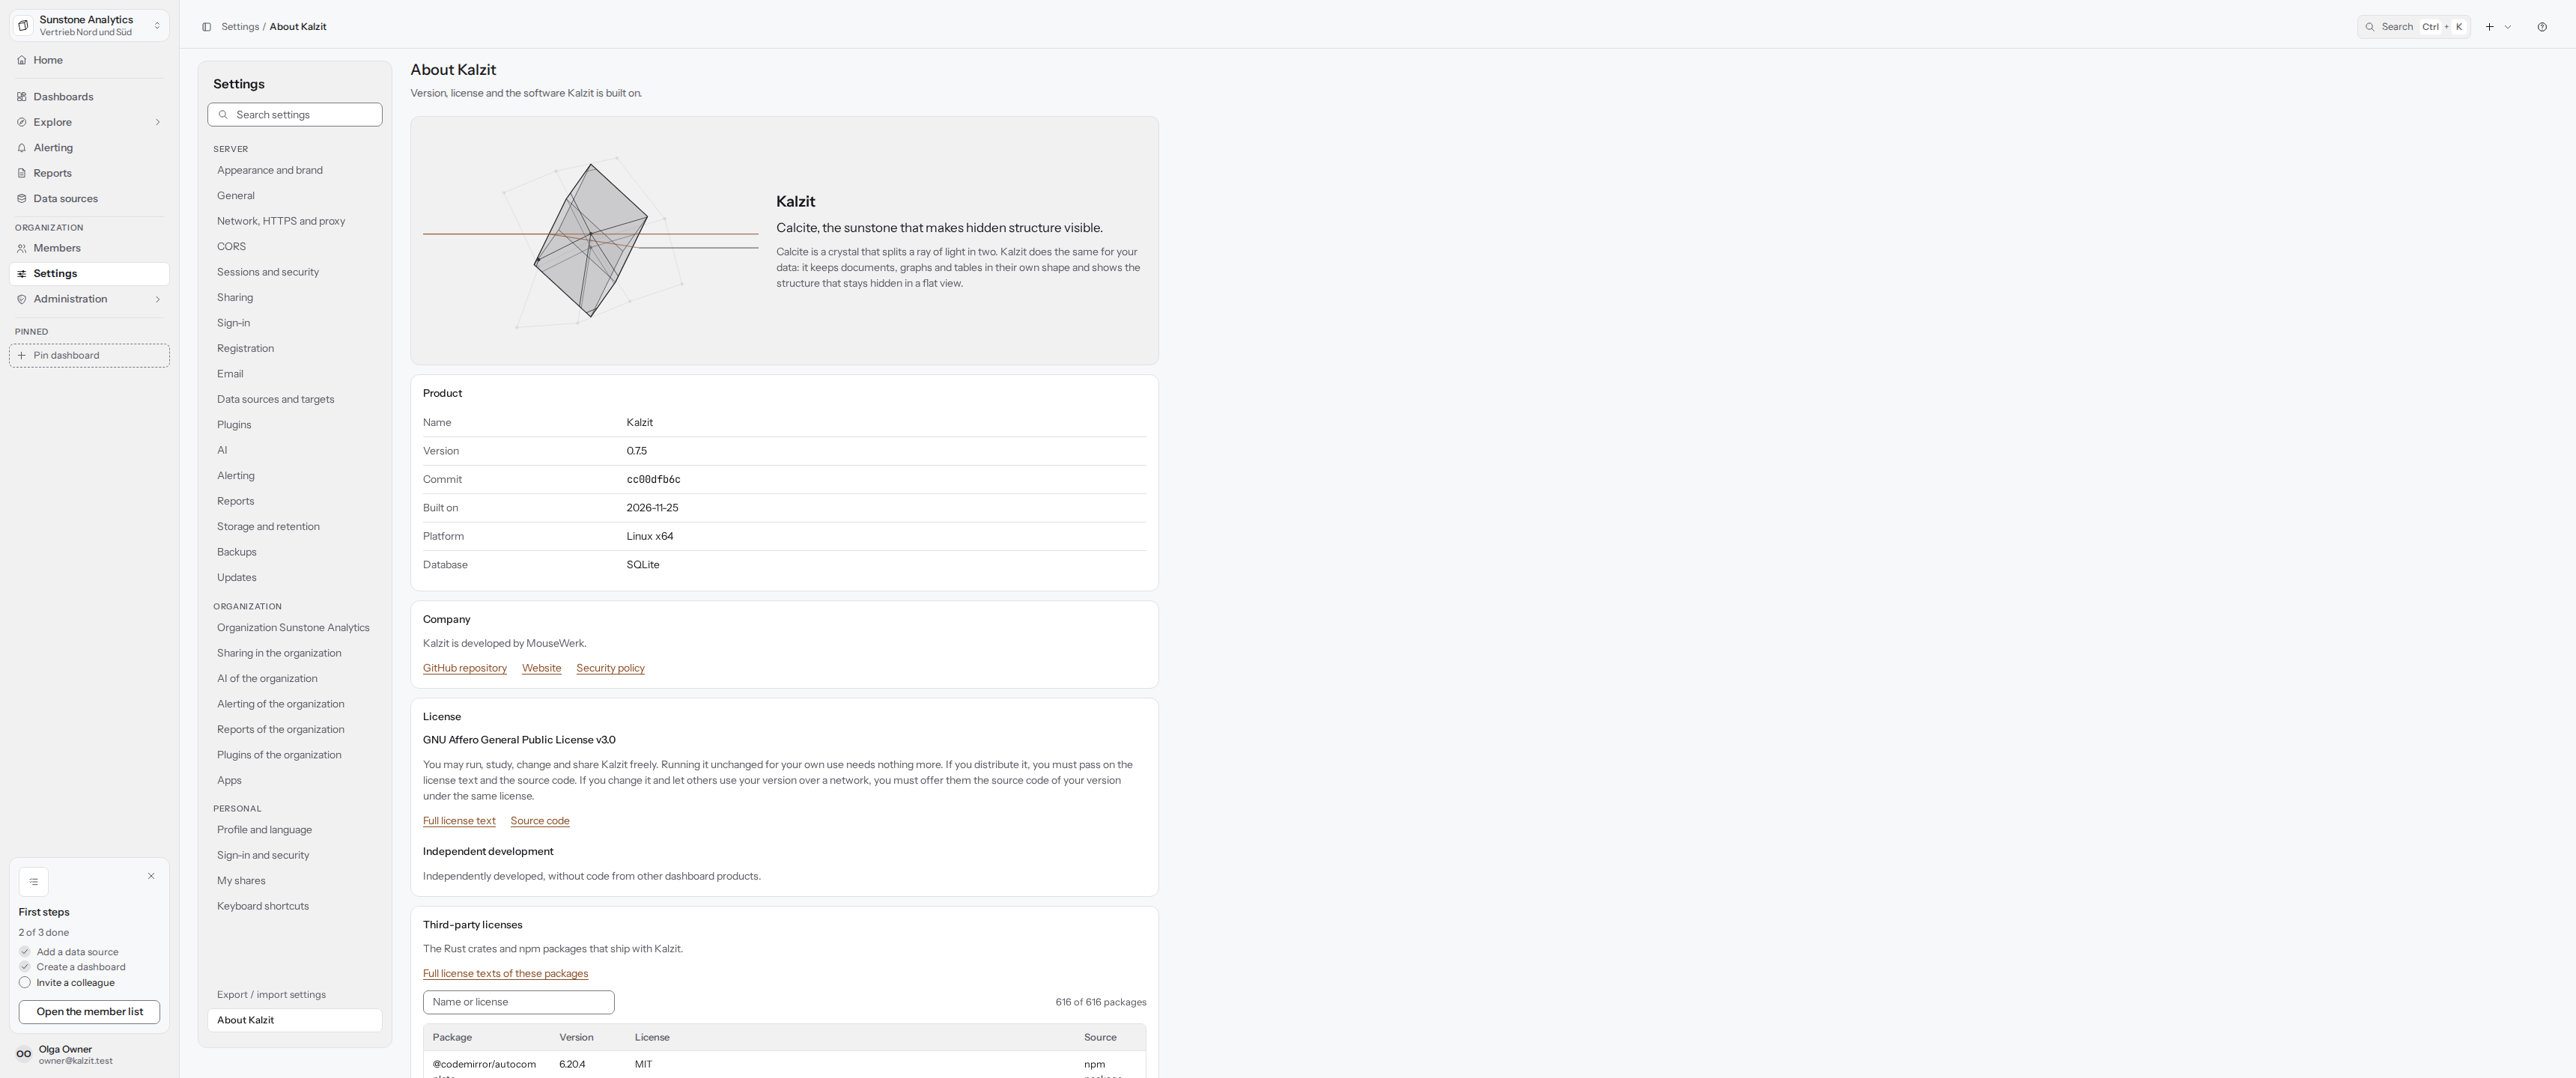 Sunstone Analytics
Vertrieb Nord und Süd
Home
Dashboards
Explore
Alerting
Reports
Data sources
ORGANIZATION
Members
Settings
Administration
PINNED
Pin dashboard
First steps
2 of 3 done
Add a data source
Create a dashboard
Invite a colleague
Open the member list
OO
Olga Owner
owner@kalzit.test
Settings / About Kalzit
Search Ctrl + K
Settings
Search settings
SERVER
Appearance and brand
General
Network, HTTPS and proxy
CORS
Sessions and security
Sharing
Sign-in
Registration
Email
Data sources and targets
Plugins
AI
Alerting
Reports
Storage and retention
Backups
Updates
ORGANIZATION
Organization Sunstone Analytics
Sharing in the organization
AI of the organization
Alerting of the organization
Reports of the organization
Plugins of the organization
Apps
PERSONAL
Profile and language
Sign-in and security
My shares
Keyboard shortcuts
Export / import settings
About Kalzit
About Kalzit
Version, license and the software Kalzit is built on.
Kalzit
Calcite, the sunstone that makes hidden structure visible.
Calcite is a crystal that splits a ray of light in two. Kalzit does the same for your
data: it keeps documents, graphs and tables in their own shape and shows the
structure that stays hidden in a flat view.
Product
Name Kalzit
Version 0.7.5
Commit cc00dfb6c
Built on 2026-11-25
Platform Linux x64
Database SQLite
Company
Kalzit is developed by MouseWerk.
GitHub repository Website Security policy
License
GNU Affero General Public License v3.0
You may run, study, change and share Kalzit freely. Running it unchanged for your own use needs nothing more. If you distribute it, you must pass on the
license text and the source code. If you change it and let others use your version over a network, you must offer them the source code of your version
under the same license.
Full license text Source code
Independent development
Independently developed, without code from other dashboard products.
Third-party licenses
The Rust crates and npm packages that ship with Kalzit.
Full license texts of these packages
Name or license 616 of 616 packages
Package Version License Source
@codemirror/autocom 6.20.4 MIT npm